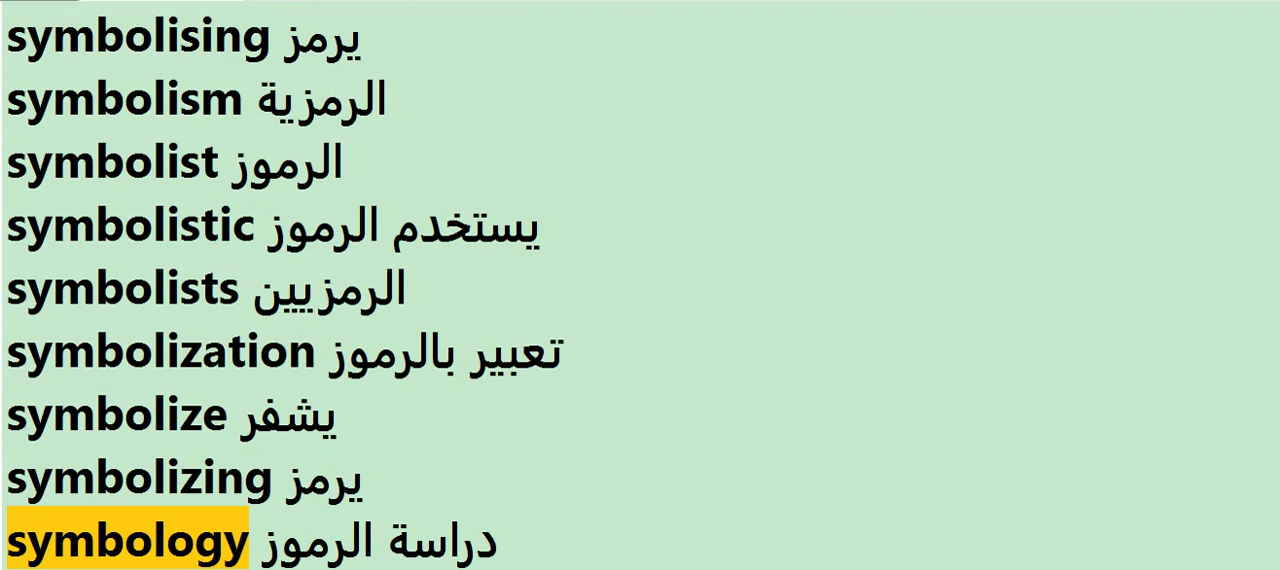 symbolising يرمز
symbolism الرمزية
symbolist الرموز
symbolistic يستخدم الرموز
symbolists الرمزيين
symbolization تعبير بالرموز
symbolize يشفر
symbolizing يرمز
symbology دراسة الرموز